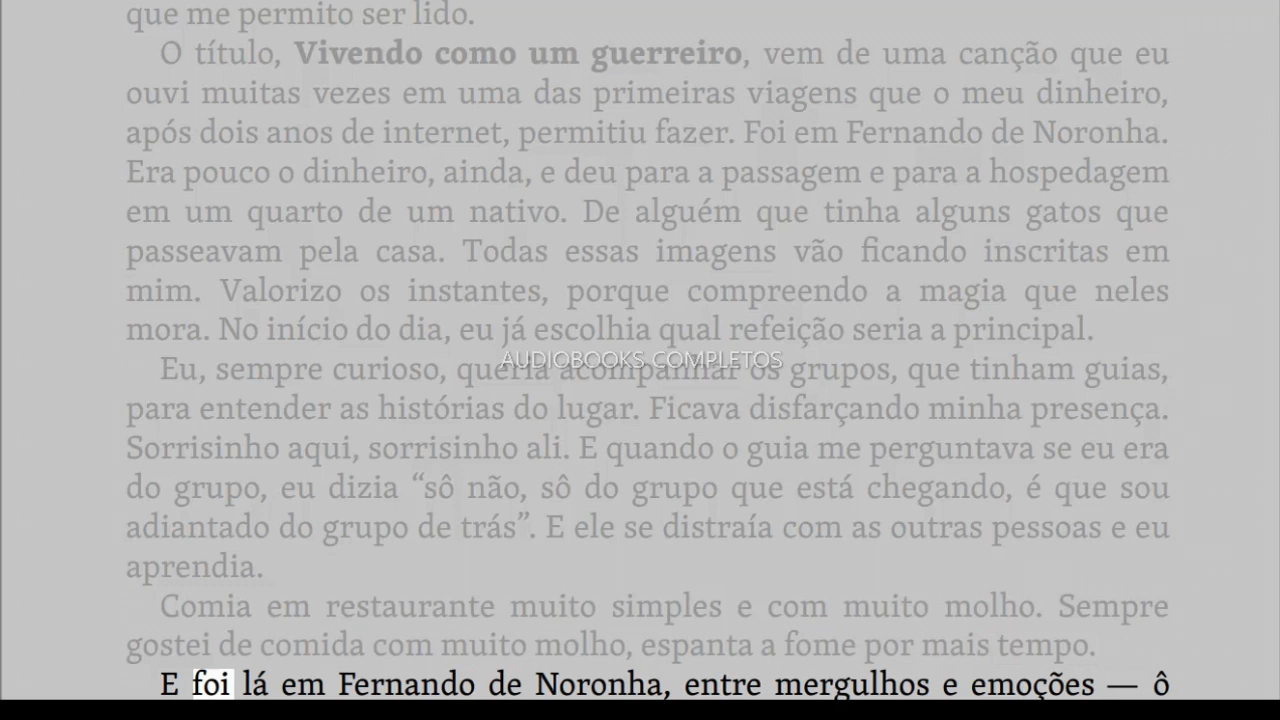 que me permito ser lido.
O título, Vivendo como um guerreiro, vem de uma canção que eu
ouvi muitas vezes em uma das primeiras viagens que o meu dinheiro,
após dois anos de internet, permitiu fazer. Foi em Fernando de Noronha.
Era pouco o dinheiro, ainda, e deu para a passagem e para a hospedagem
em um quarto de um nativo. De alguém que tinha alguns gatos que
passeavam pela casa. Todas essas imagens vão ficando inscritas em
mim. Valorizo os instantes, porque compreendo a magia que neles
mora. No início do dia, eu já escolhia qual refeição seria a principal.
AUDIOBOOKS COMPLETOS
Eu, sempre curioso, queria acompanhar os grupos, que tinham guias,
para entender as histórias do lugar. Ficava disfarçando minha presença.
Sorrisinho aqui, sorrisinho ali. E quando o guia me perguntava se eu era
do grupo, eu dizia “sô não, sô do grupo que está chegando, é que sou
adiantado do grupo de trás”. E ele se distraía com as outras pessoas e eu
aprendia.
Comia em restaurante muito simples e com muito molho. Sempre
gostei de comida com muito molho, espanta a fome por mais tempo.
E foi lá em Fernando de Noronha, entre mergulhos e emoções — ô